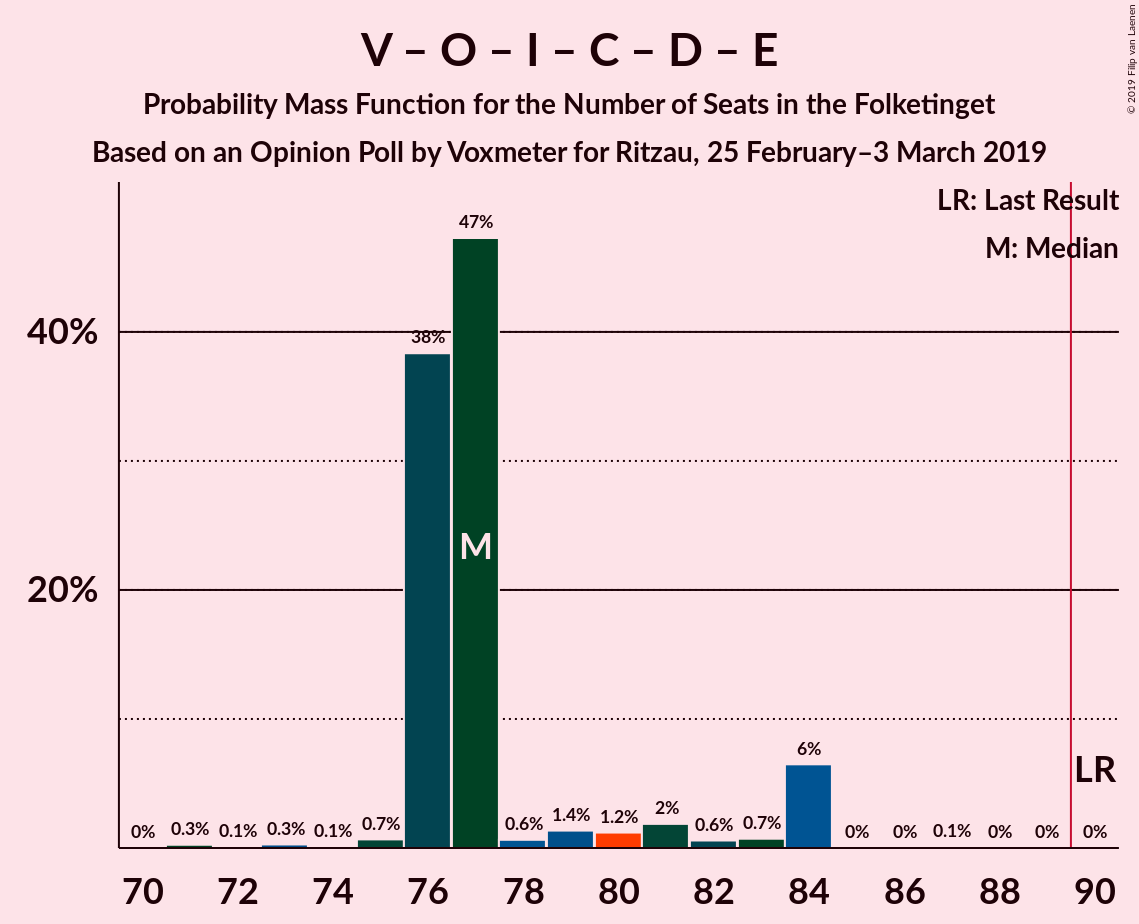 V – O – I – C – D – E
Probability Mass Function for the Number of Seats in the Folketinget
Based on an Opinion Poll by Voxmeter for Ritzau, 25 February–3 March 2019
© 2019 Filip van Laenen
LR: Last Result
M: Median
47%
40%
38%
M
20%
6%
LR
0% 0.3% 0.1% 0.3% 0.1% 0.7% 0.6% 1.4% 1.2% 2% 0.6% 0.7% 0% 0% 0.1% 0% 0% 0%
70 72 74 76 78 80 82 84 86 88 90